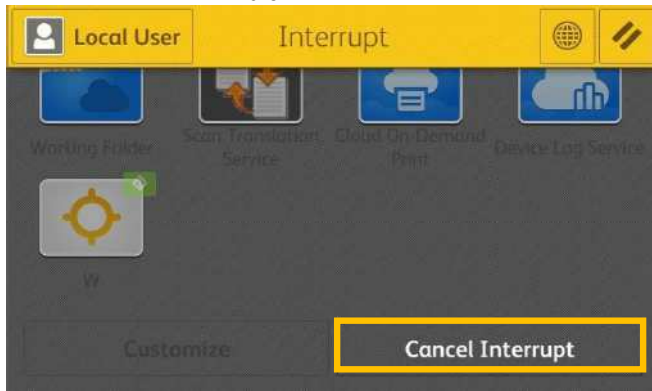 Local User
Interrupt
Working Folder
Scan Translation
Service
Cloud On-Demand
Print
Device Log Service
W
Customize
Cancel Interrupt